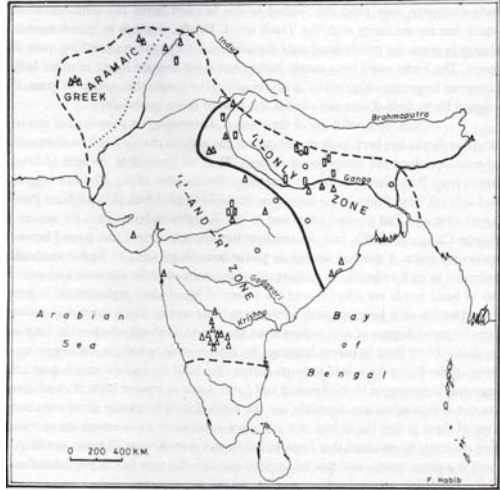 Indus
ARAMAIC
GREEK
Brahmaputra
'L' ONLY
ZONE
Ganga
'L'-AND-'R' ZONE
Godavari
Krishna
Arabian
Sea
Bay
of
Bengal
0 200 400 KM.
F. Habib